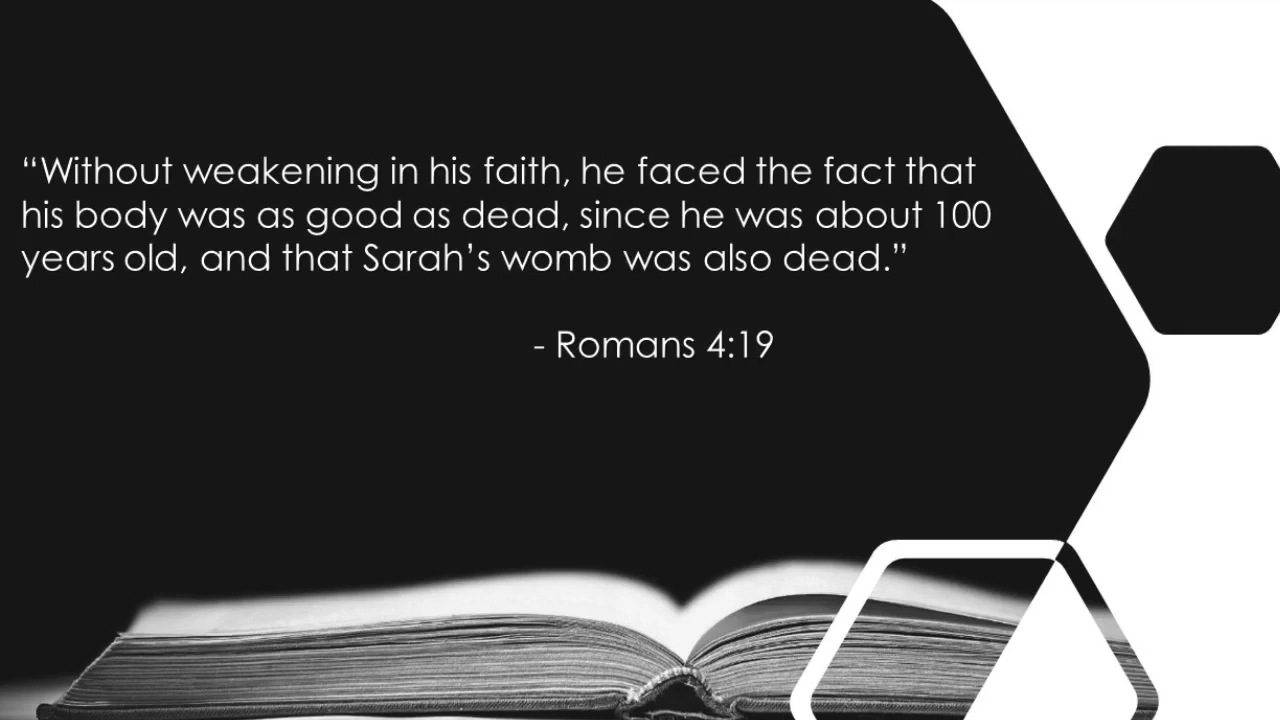 “Without weakening in his faith, he faced the fact that
his body was as good as dead, since he was about 100
years old, and that Sarah’s womb was also dead.”
- Romans 4:19